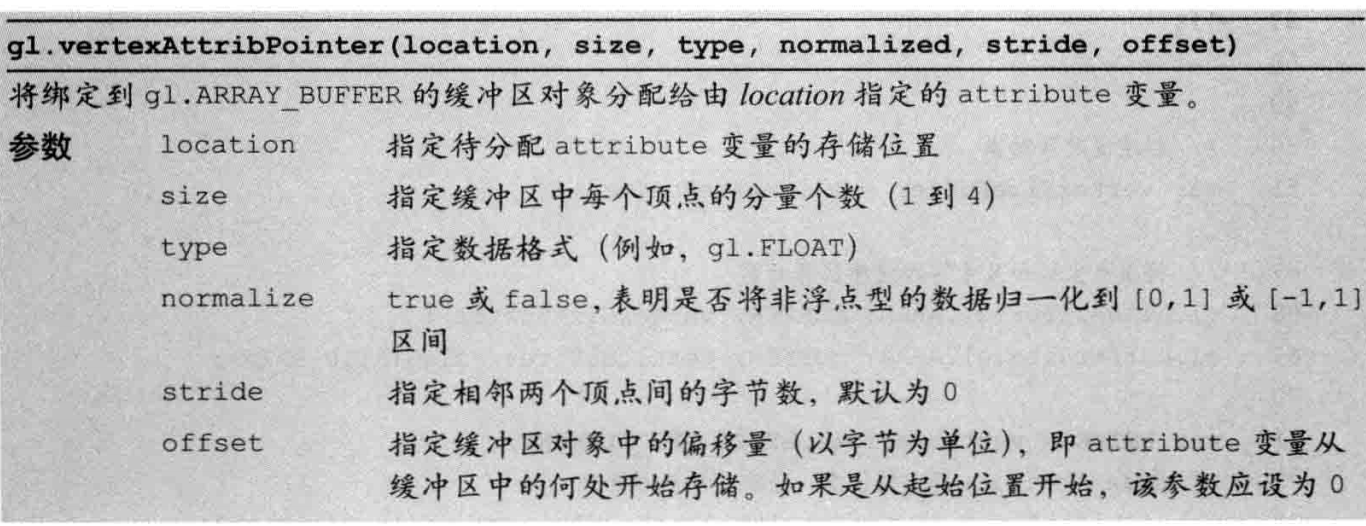 gl.vertexAttribPointer(location, size, type, normalized, stride, offset)
将绑定到 gl.ARRAY_BUFFER 的缓冲区对象分配给由 location 指定的 attribute 变量。
参数 location 指定待分配 attribute 变量的存储位置
size 指定缓冲区中每个顶点的分量个数（1 到 4）
type 指定数据格式（例如，gl.FLOAT）
normalize true 或 false，表明是否将非浮点型的数据归一化到 [0,1] 或 [-1,1]
区间
stride 指定相邻两个顶点间的字节数，默认为 0
offset 指定缓冲区对象中的偏移量（以字节为单位），即 attribute 变量从
缓冲区中的何处开始存储。如果是从起始位置开始，该参数应设为 0